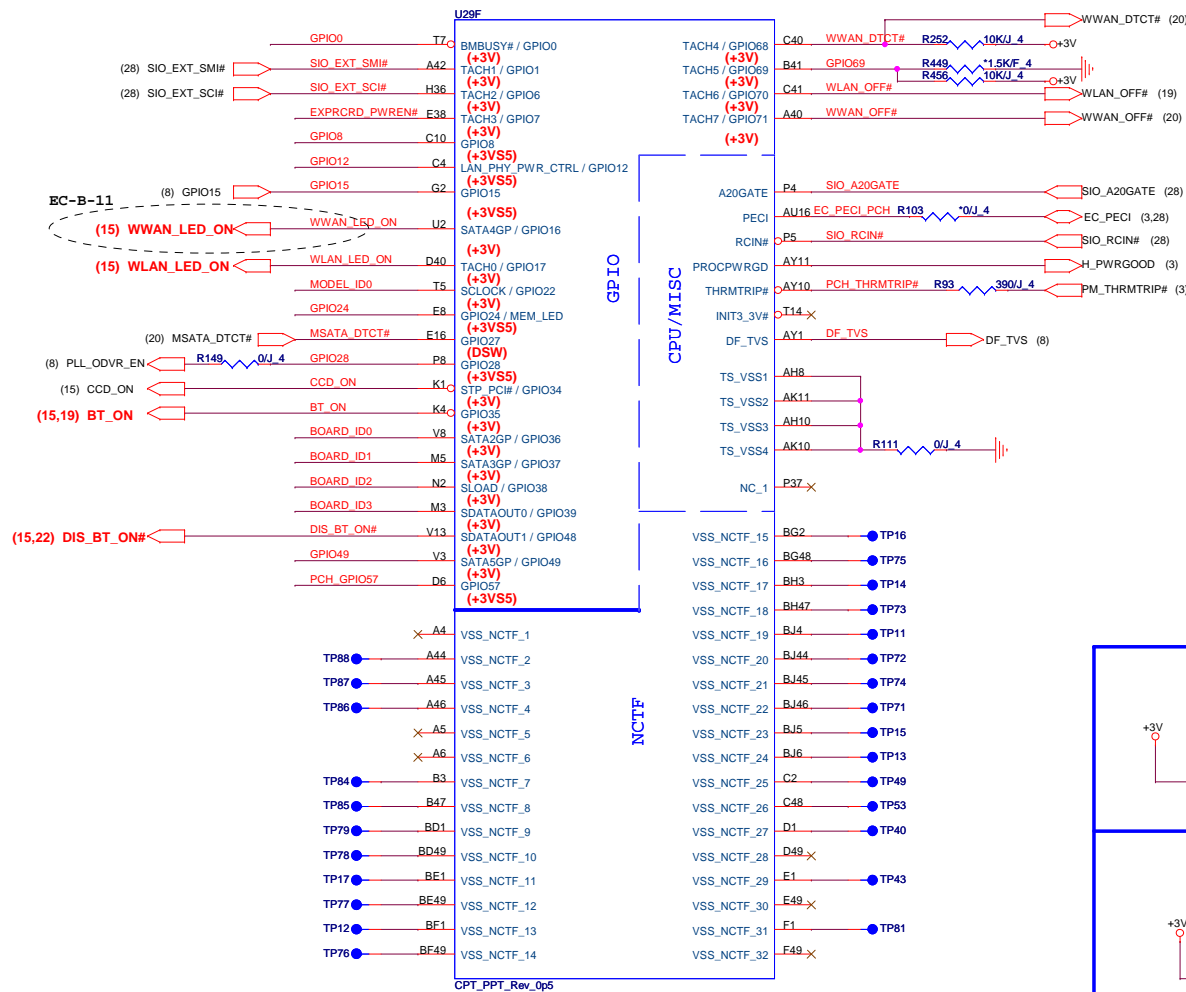 U29F
GPIO0 T7 BMBUSY# / GPIO0
(+3V)
(28) SIO_EXT_SMI# SIO_EXT_SMI# A42 TACH1 / GPIO1
(+3V)
(28) SIO_EXT_SCI# SIO_EXT_SCI# H36 TACH2 / GPIO6
(+3V)
EXPRCRD_PWREN# E38 TACH3 / GPIO7
(+3V)
GPIO8 C10 GPIO8
(+3VS5)
GPIO12 C4 LAN_PHY_PWR_CTRL / GPIO12
(+3VS5)
(8) GPIO15 GPIO15 G2 GPIO15
(+3VS5)
EC-B-11
(15) WWAN_LED_ON WWAN_LED_ON U2 SATA4GP / GPIO16
(+3V)
(15) WLAN_LED_ON WLAN_LED_ON D40 TACH0 / GPIO17
(+3V)
MODEL_ID0 T5 SCLOCK / GPIO22
(+3V)
GPIO24 E8 GPIO24 / MEM_LED
(+3VS5)
(20) MSATA_DTCT# MSATA_DTCT# E16 GPIO27
(DSW)
(8) PLL_ODVR_EN R149 0/J_4 GPIO28 P8 GPIO28
(+3VS5)
(15) CCD_ON CCD_ON K1 STP_PCI# / GPIO34
(+3V)
(15,19) BT_ON BT_ON K4 GPIO35
(+3V)
BOARD_ID0 V8 SATA2GP / GPIO36
(+3V)
BOARD_ID1 M5 SATA3GP / GPIO37
(+3V)
BOARD_ID2 N2 SLOAD / GPIO38
(+3V)
BOARD_ID3 M3 SDATAOUT0 / GPIO39
(+3V)
(15,22) DIS_BT_ON# DIS_BT_ON# V13 SDATAOUT1 / GPIO48
(+3V)
GPIO49 V3 SATA5GP / GPIO49
(+3V)
PCH_GPIO57 D6 GPIO57
(+3VS5)
A4 VSS_NCTF_1
TP88 A44 VSS_NCTF_2
TP87 A45 VSS_NCTF_3
TP86 A46 VSS_NCTF_4
A5 VSS_NCTF_5
A6 VSS_NCTF_6
TP84 B3 VSS_NCTF_7
TP85 B47 VSS_NCTF_8
TP79 BD1 VSS_NCTF_9
TP78 BD49 VSS_NCTF_10
TP17 BE1 VSS_NCTF_11
TP77 BE49 VSS_NCTF_12
TP12 BF1 VSS_NCTF_13
TP76 BF49 VSS_NCTF_14
CPT_PPT_Rev_0p5
GPIO
CPU/MISC
NCTF
WWAN_DTCT# (20)
TACH4 / GPIO68 C40 WWAN_DTCT# R252 10K/J_4 +3V
TACH5 / GPIO69 B41 GPIO69 R449 *1.5K/F_4
R456 10K/J_4 +3V
TACH6 / GPIO70 C41 WLAN_OFF# WLAN_OFF# (19)
TACH7 / GPIO71 A40 WWAN_OFF# WWAN_OFF# (20)
(+3V)
A20GATE P4 SIO_A20GATE SIO_A20GATE (28)
PECI AU16 EC_PECI_PCH R103 *0/J_4 EC_PECI (3,28)
RCIN# P5 SIO_RCIN# SIO_RCIN# (28)
PROCPWRGD AY11 H_PWRGOOD (3)
THRMTRIP# AY10 PCH_THRMTRIP# R93 390/J_4 PM_THRMTRIP# (3)
INIT3_3V# T14
DF_TVS AY1 DF_TVS DF_TVS (8)
TS_VSS1 AH8
TS_VSS2 AK11
TS_VSS3 AH10
TS_VSS4 AK10 R111 0/J_4
NC_1 P37
VSS_NCTF_15 BG2 TP16
VSS_NCTF_16 BG48 TP75
VSS_NCTF_17 BH3 TP14
VSS_NCTF_18 BH47 TP73
VSS_NCTF_19 BJ4 TP11
VSS_NCTF_20 BJ44 TP72
VSS_NCTF_21 BJ45 TP74
VSS_NCTF_22 BJ46 TP71
VSS_NCTF_23 BJ5 TP15
VSS_NCTF_24 BJ6 TP13
VSS_NCTF_25 C2 TP49
VSS_NCTF_26 C48 TP53
VSS_NCTF_27 D1 TP40
VSS_NCTF_28 D49
VSS_NCTF_29 E1 TP43
VSS_NCTF_30 E49
VSS_NCTF_31 F1 TP81
VSS_NCTF_32 F49
+3V
+3V